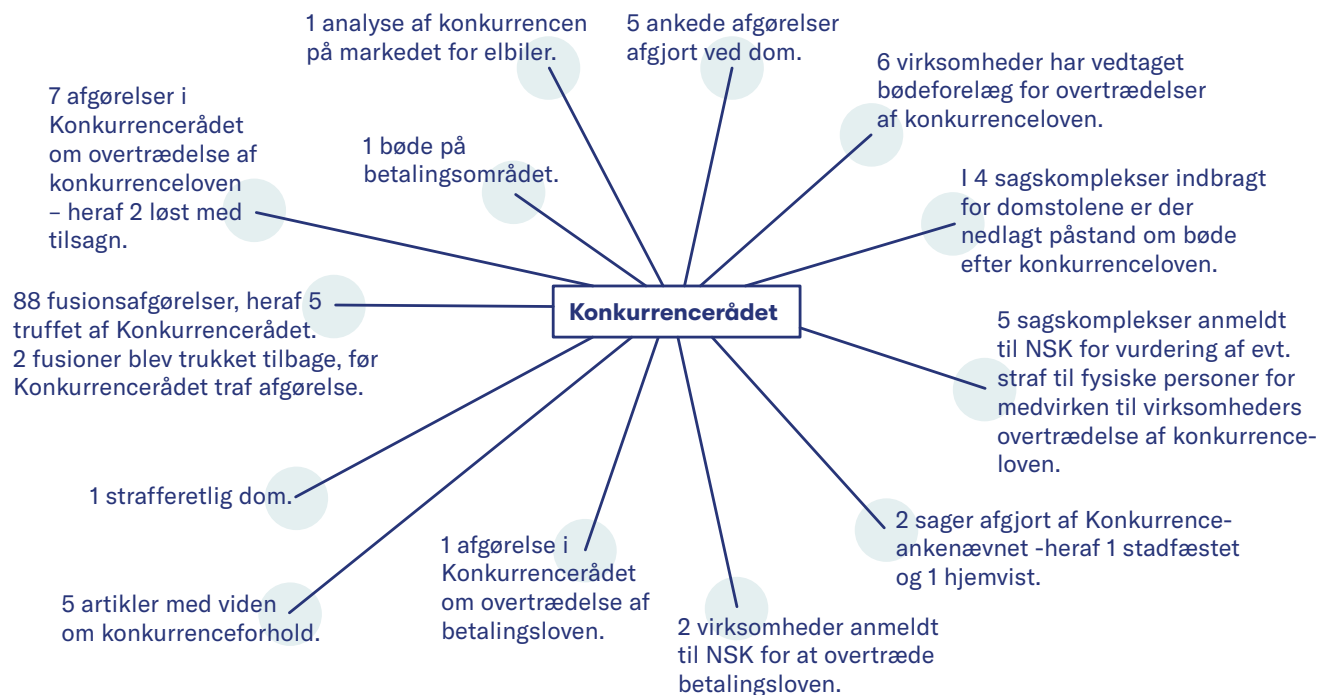 1 analyse af konkurrencen
på markedet for elbiler.
5 ankede afgørelser
afgjort ved dom.
6 virksomheder har vedtaget
bødeforelæg for overtrædelser
af konkurrenceloven.
7 afgørelser i
Konkurrencerådet
om overtrædelse af
konkurrenceloven
– heraf 2 løst med
tilsagn.
1 bøde på
betalingsområdet.
I 4 sagskomplekser indbragt
for domstolene er der
nedlagt påstand om bøde
efter konkurrenceloven.
88 fusionsafgørelser, heraf 5
truffet af Konkurrencerådet.
2 fusioner blev trukket tilbage, før
Konkurrencerådet traf afgørelse.
Konkurrencerådet
5 sagskomplekser anmeldt
til NSK for vurdering af evt.
straf til fysiske personer for
medvirken til virksomheders
overtrædelse af konkurrence-
loven.
1 strafferetlig dom.
2 sager afgjort af Konkurrence-
ankenævnet -heraf 1 stadfæstet
og 1 hjemvist.
1 afgørelse i
Konkurrencerådet
om overtrædelse af
betalingsloven.
5 artikler med viden
om konkurrenceforhold.
2 virksomheder anmeldt
til NSK for at overtræde
betalingsloven.